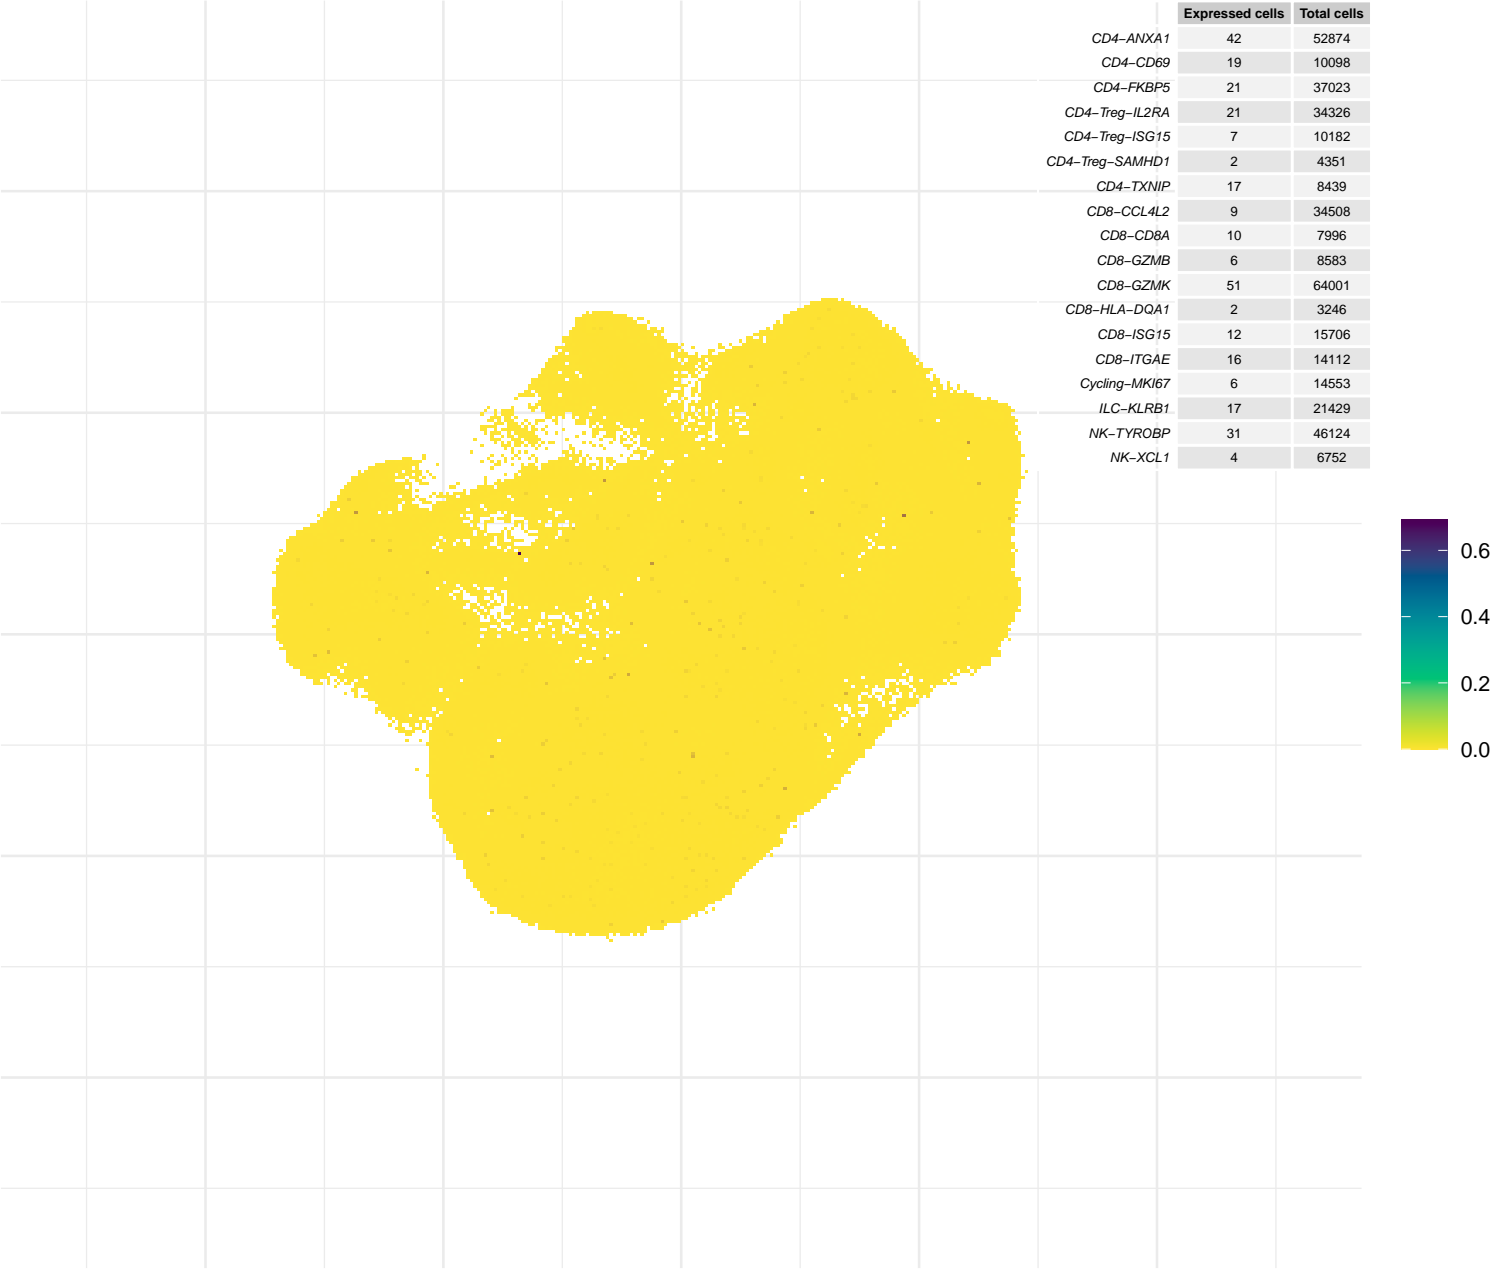 Expressed cells Total cells
CD4−ANXA1 42 52874
CD4−CD69 19 10098
CD4−FKBP5 21 37023
CD4−Treg−IL2RA 21 34326
CD4−Treg−ISG15 7 10182
CD4−Treg−SAMHD1 2 4351
CD4−TXNIP 17 8439
CD8−CCL4L2 9 34508
CD8−CD8A 10 7996
CD8−GZMB 6 8583
CD8−GZMK 51 64001
CD8−HLA−DQA1 2 3246
CD8−ISG15 12 15706
CD8−ITGAE 16 14112
Cycling−MKI67 6 14553
ILC−KLRB1 17 21429
NK−TYROBP 31 46124
NK−XCL1 4 6752
0.6
0.4
0.2
0.0